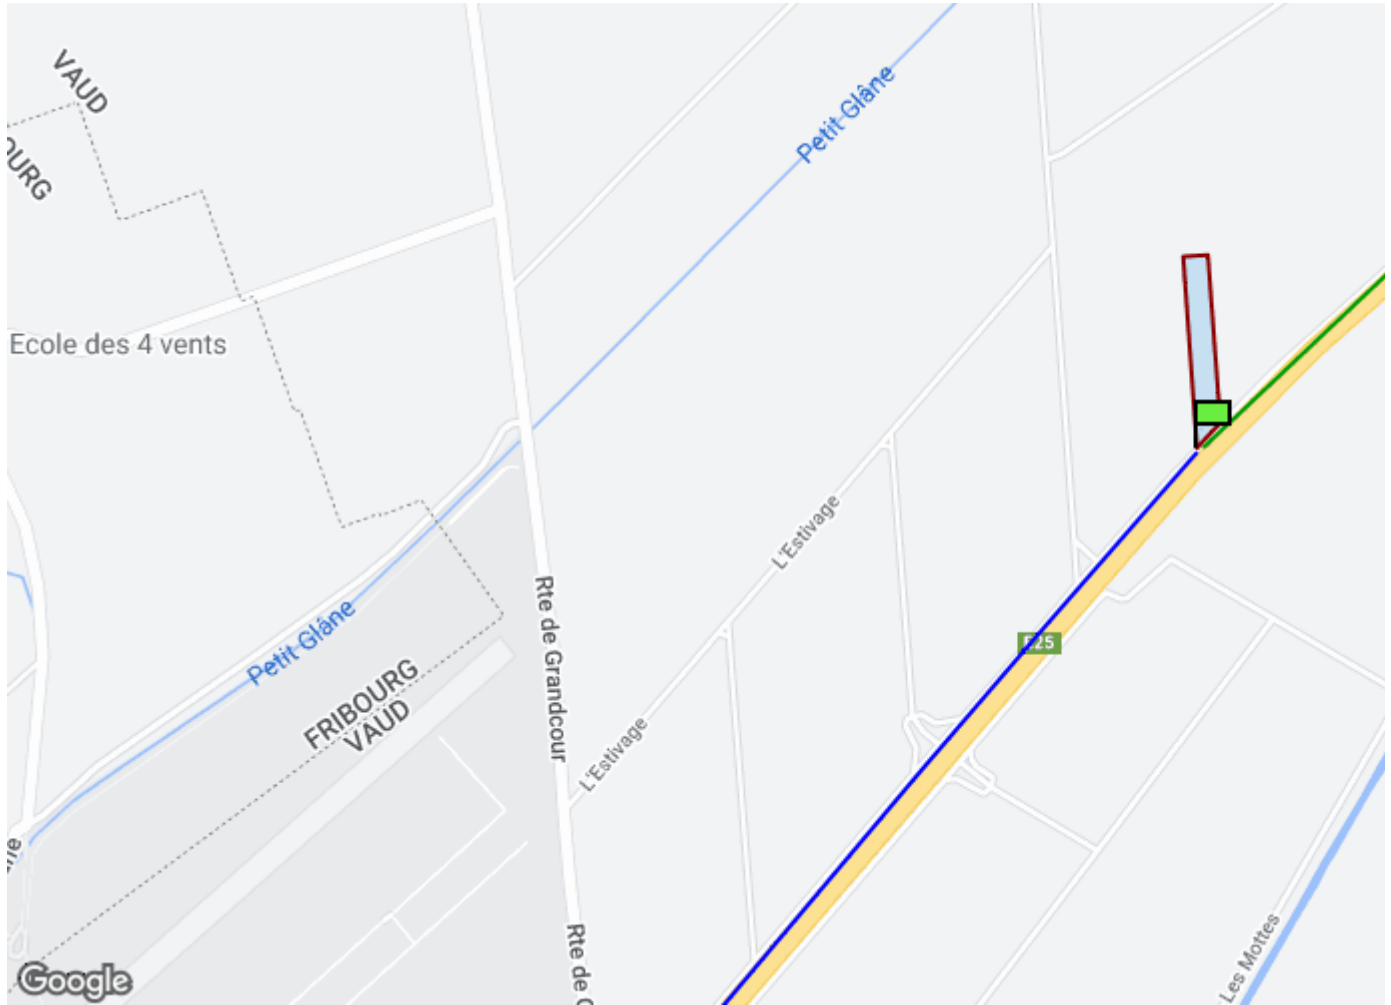 VAUD
OURG
Petit Glâne
Ecole des 4 vents
L'Estivage
Rte de Grandcour
Petit Glâne
E25
FRIBOURG
VAUD
L'Estivage
Rte de G
Les Mottes
Google